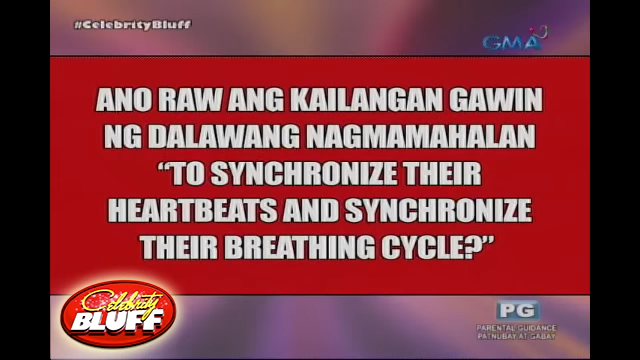 #CelebrityBluff
GMA
ANO RAW ANG KAILANGAN GAWIN
NG DALAWANG NAGMAMAHALAN
“TO SYNCHRONIZE THEIR
HEARTBEATS AND SYNCHRONIZE
THEIR BREATHING CYCLE?”
Celebrity
BLUFF
PG
PARENTAL GUIDANCE
PATNUBAY AT GABAY